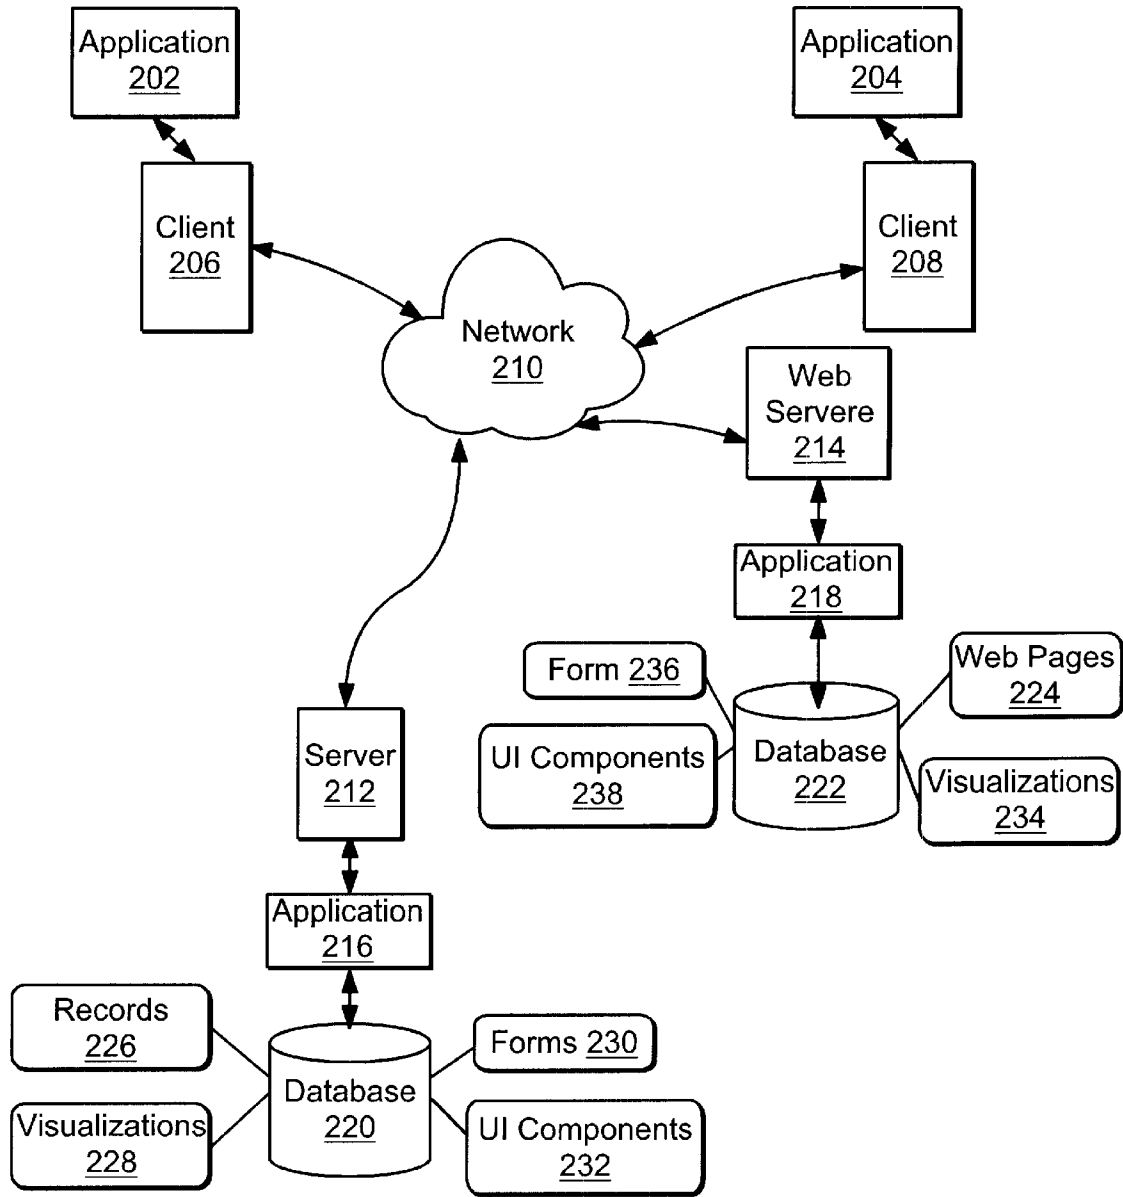 Application
202
Application
204
Client
206
Client
208
Network
210
Web
Servere
214
Application
218
Form 236
Web Pages
224
UI Components
238
Database
222
Visualizations
234
Server
212
Application
216
Records
226
Forms 230
Database
220
Visualizations
228
UI Components
232